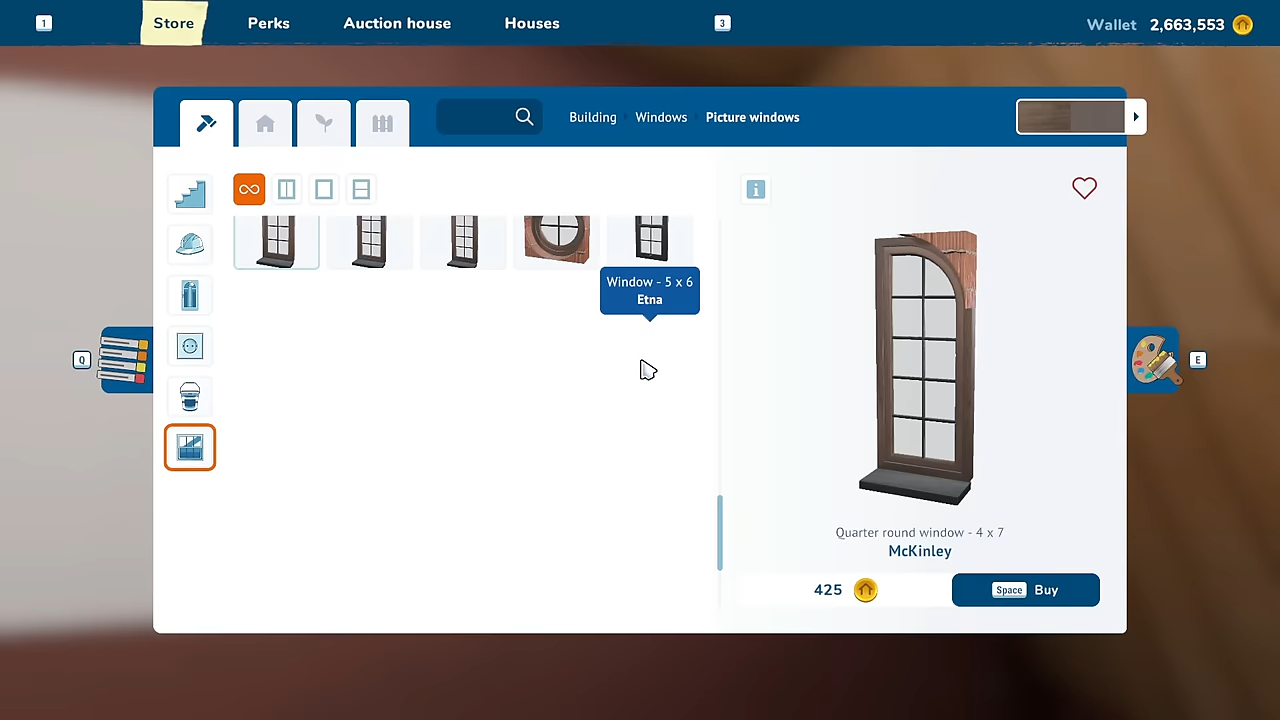 1
Store
Perks
Auction house
Houses
3
Wallet 2,663,553
Building
Windows
Picture windows
i
Window - 5 x 6
Etna
Q
E
Quarter round window - 4 x 7
McKinley
425
Space Buy